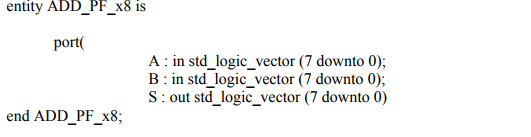 entity ADD_PF_x8 is
port(
A : in std_logic_vector (7 downto 0);
B : in std_logic_vector (7 downto 0);
S : out std_logic_vector (7 downto 0)
end ADD_PF_x8;